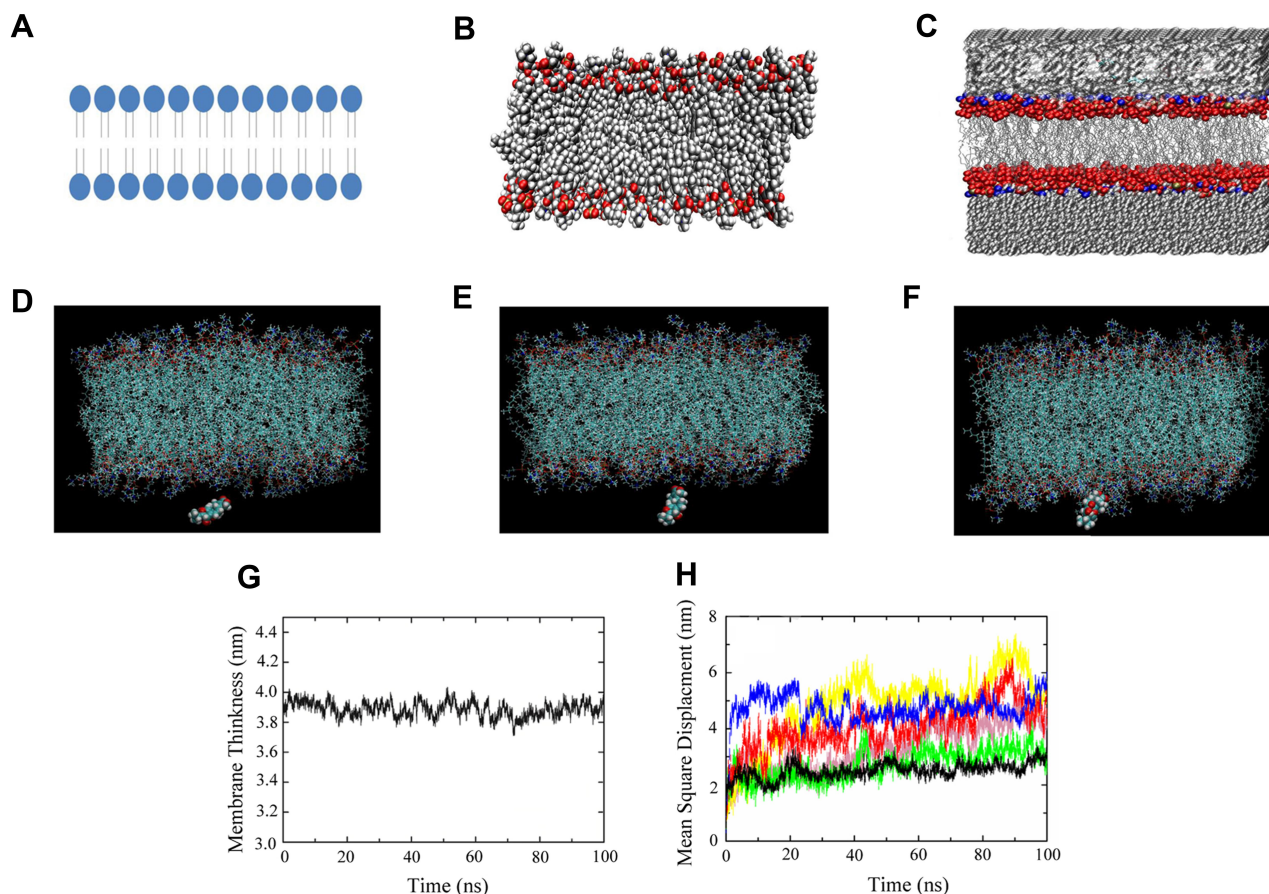 A
B
C
D
E
F
G
H
Membrane Thinkness (nm)
4.4
4.2
4.0
3.8
3.6
3.4
3.2
3.0
0 20 40 60 80 100
Time (ns)
Mean Square Displacment (nm)
8
6
4
2
0
0 20 40 60 80 100
Time (ns)